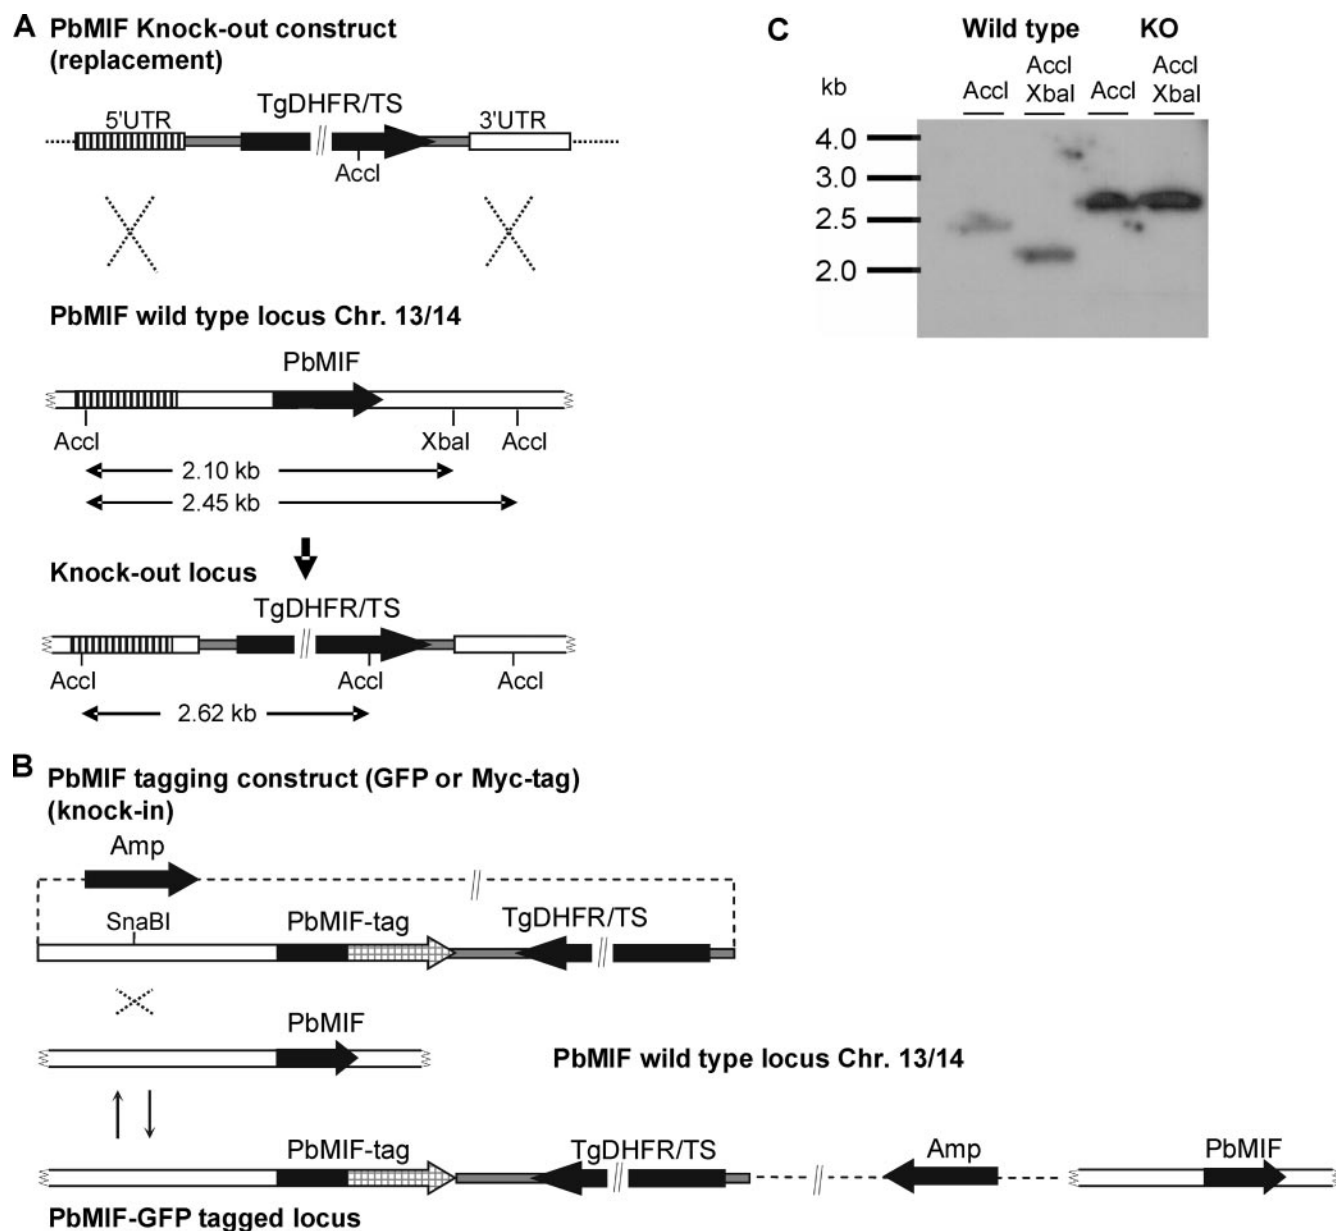 A PbMIF Knock-out construct
(replacement)
TgDHFR/TS
5'UTR
3'UTR
AccI
PbMIF wild type locus Chr. 13/14
PbMIF
AccI XbaI AccI
2.10 kb
2.45 kb
Knock-out locus
TgDHFR/TS
AccI AccI AccI
2.62 kb
B PbMIF tagging construct (GFP or Myc-tag)
(knock-in)
Amp
SnaBI PbMIF-tag TgDHFR/TS
PbMIF
PbMIF wild type locus Chr. 13/14
PbMIF-tag TgDHFR/TS Amp PbMIF
PbMIF-GFP tagged locus
C Wild type KO
kb AccI AccI XbaI AccI AccI XbaI
4.0
3.0
2.5
2.0